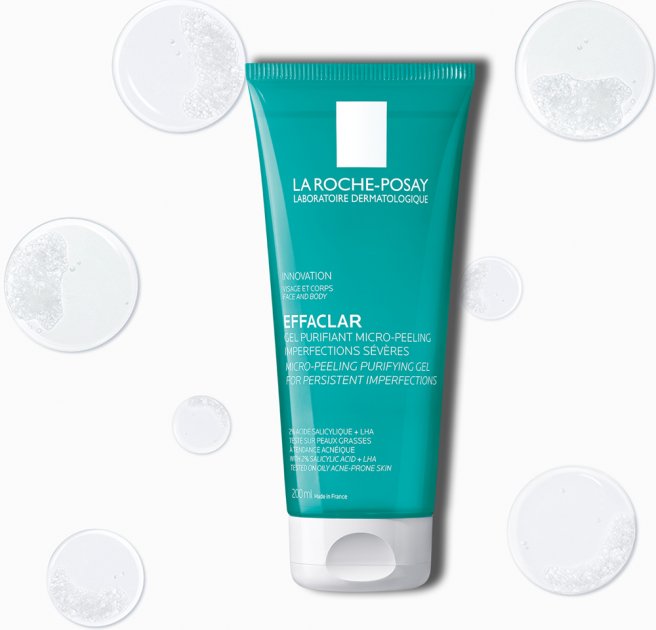 LA ROCHE-POSAY
LABORATOIRE DERMATOLOGIQUE
INNOVATION
VISAGE ET CORPS
FACE AND BODY
EFFACLAR
GEL PURIFIANT MICRO-PEELING
IMPERFECTIONS SÉVÈRES
MICRO-PEELING PURIFYING GEL
FOR PERSISTENT IMPERFECTIONS
2% ACIDE SALICYLIQUE + LHA
TESTÉ SUR PEAUX GRASSES
À TENDANCE ACNÉIQUE
WITH 2% SALICYLIC ACID + LHA
TESTED ON OILY ACNE-PRONE SKIN
200ml Made in France